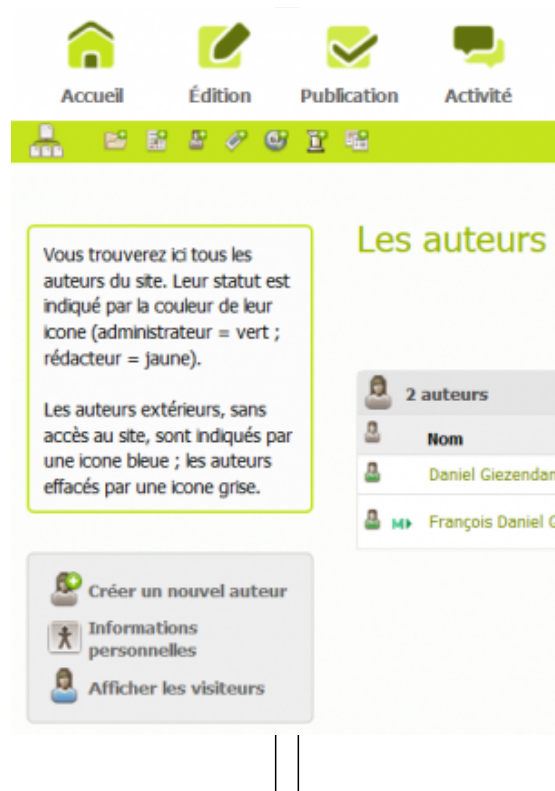 Accueil Édition Publication Activité
Les auteurs
Vous trouverez ici tous les
auteurs du site. Leur statut est
indiqué par la couleur de leur
icone (administrateur = vert ;
rédacteur = jaune).
Les auteurs extérieurs, sans
accès au site, sont indiqués par
une icone bleue ; les auteurs
effacés par une icone grise.
2 auteurs
Nom
Daniel Giezendan
François Daniel G
Créer un nouvel auteur
Informations
personnelles
Afficher les visiteurs